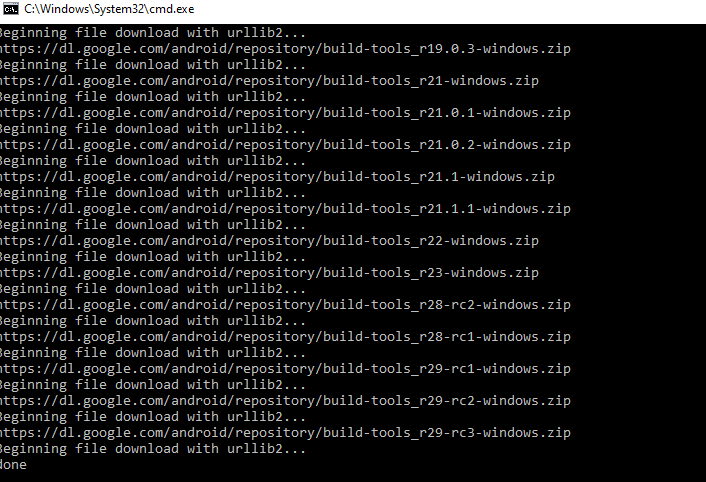 C:\Windows\System32\cmd.exe
Beginning file download with urllib2...
https://dl.google.com/android/repository/build-tools_r19.0.3-windows.zip
Beginning file download with urllib2...
https://dl.google.com/android/repository/build-tools_r21-windows.zip
Beginning file download with urllib2...
https://dl.google.com/android/repository/build-tools_r21.0.1-windows.zip
Beginning file download with urllib2...
https://dl.google.com/android/repository/build-tools_r21.0.2-windows.zip
Beginning file download with urllib2...
https://dl.google.com/android/repository/build-tools_r21.1-windows.zip
Beginning file download with urllib2...
https://dl.google.com/android/repository/build-tools_r21.1.1-windows.zip
Beginning file download with urllib2...
https://dl.google.com/android/repository/build-tools_r22-windows.zip
Beginning file download with urllib2...
https://dl.google.com/android/repository/build-tools_r23-windows.zip
Beginning file download with urllib2...
https://dl.google.com/android/repository/build-tools_r28-rc2-windows.zip
Beginning file download with urllib2...
https://dl.google.com/android/repository/build-tools_r28-rc1-windows.zip
Beginning file download with urllib2...
https://dl.google.com/android/repository/build-tools_r29-rc1-windows.zip
Beginning file download with urllib2...
https://dl.google.com/android/repository/build-tools_r29-rc2-windows.zip
Beginning file download with urllib2...
https://dl.google.com/android/repository/build-tools_r29-rc3-windows.zip
Beginning file download with urllib2...
done